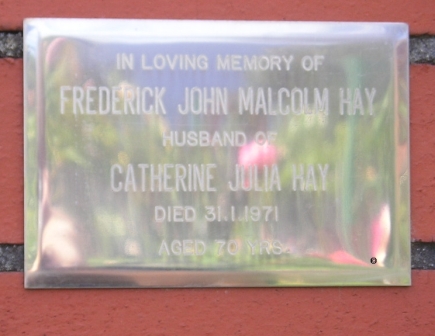 IN LOVING MEMORY OF
FREDERICK JOHN MALCOLM HAY
HUSBAND OF
CATHERINE JULIA HAY
DIED 31.1.1971
AGED 70 YRS.